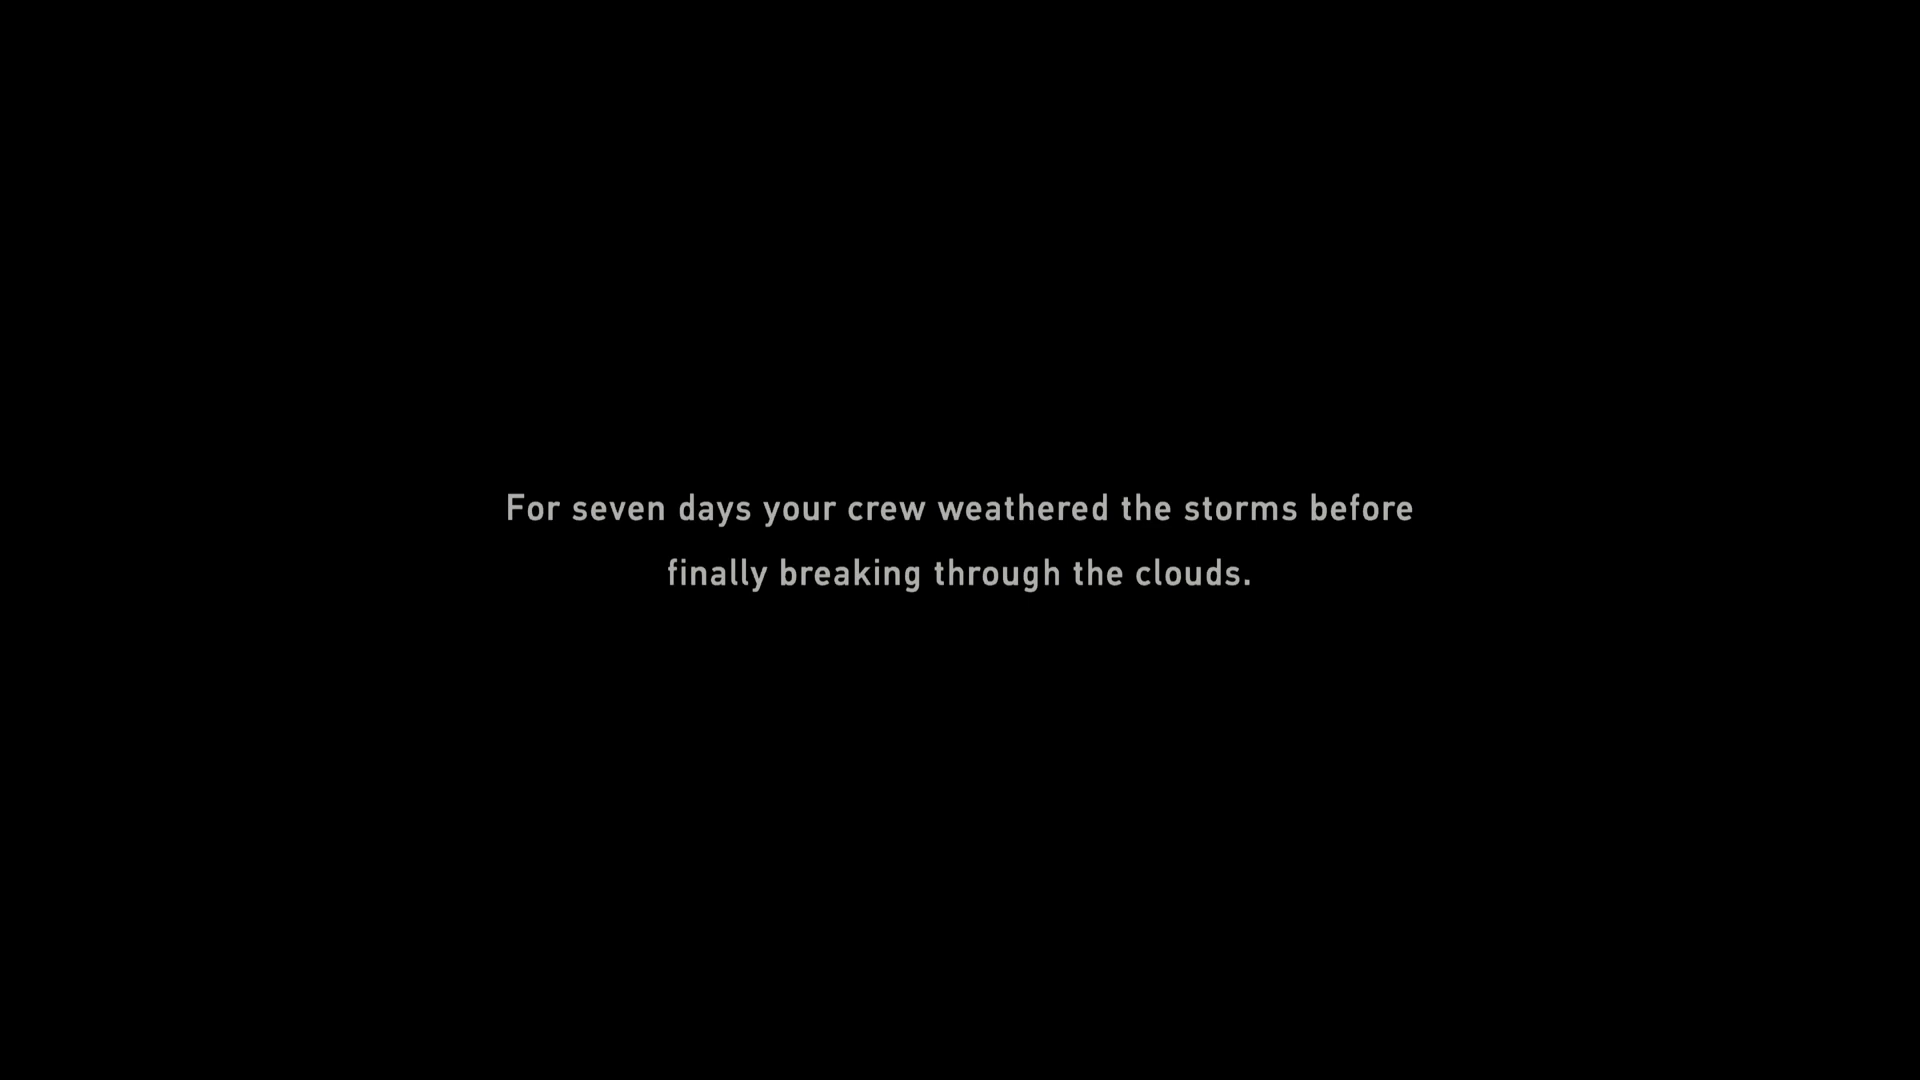 For seven days your crew weathered the storms before
finally breaking through the clouds.